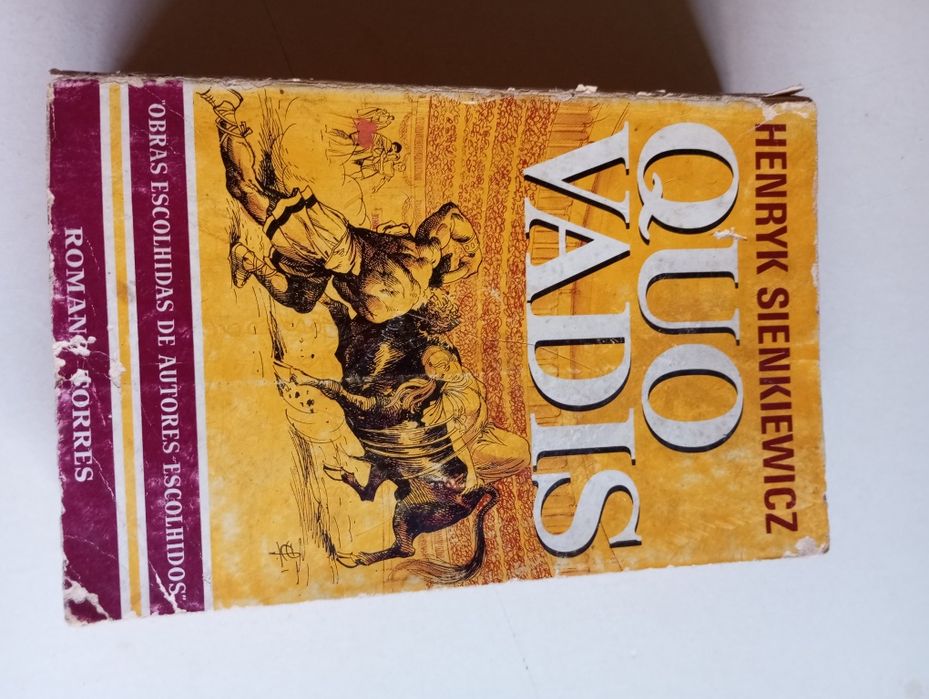 HENRYK SIENKIEWICZ
QUO
VADIS
"OBRAS ESCOLHIDAS DE AUTORES ESCOLHIDOS"
ROMANO TORRES